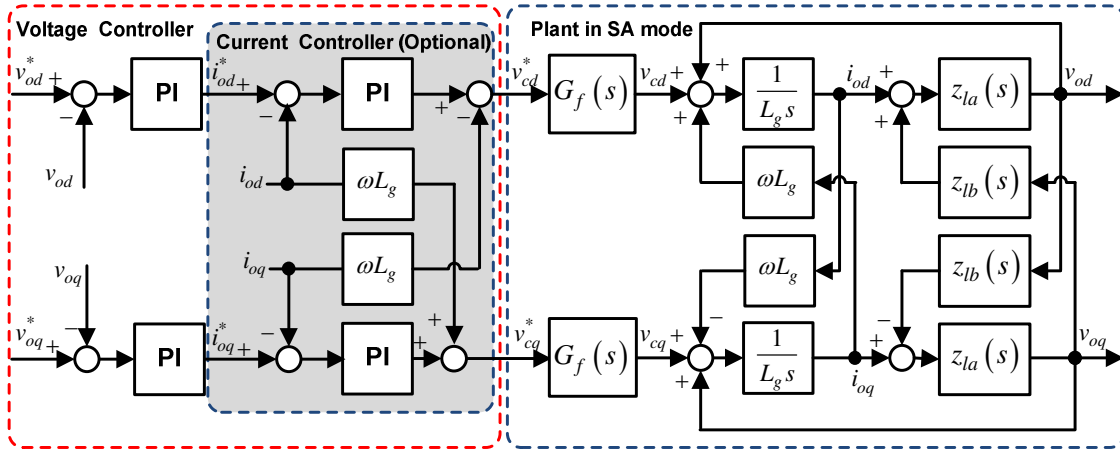 Voltage Controller
Current Controller (Optional)
Plant in SA mode
v*od + − PI i*od + − PI + − v*cd Gf(s) vcd + + + 1/Lgs iod + + zla(s) vod
vod
iod ωLg ωLg zlb(s)
ioq ωLg ωLg zlb(s)
voq
v*oq + − PI i*oq + − PI + + v*cq Gf(s) vcq + − + 1/Lgs ioq + − zla(s) voq